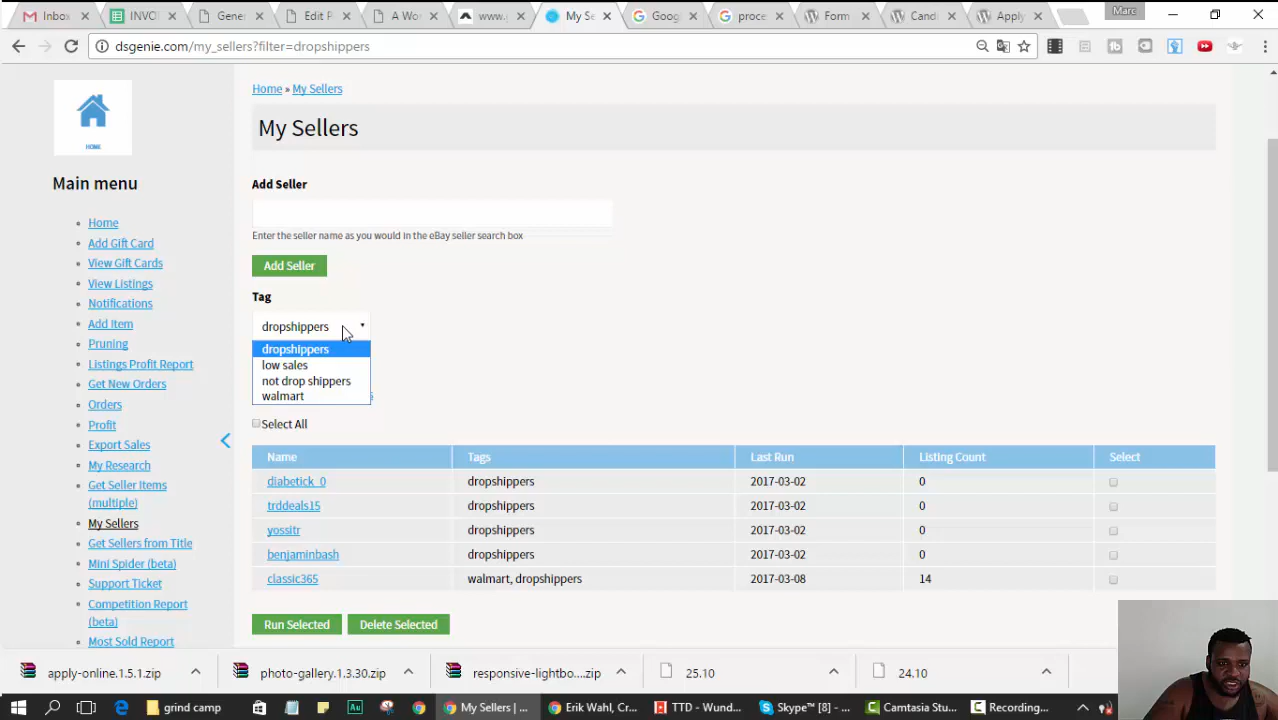 Inbox
INVO
Gener
Edit P
A Wo
www.
My Se
Googl
proce
Form
Candl
Apply
Marc
dsgenie.com/my_sellers?filter=dropshippers
HOME
Main menu
Home
Add Gift Card
View Gift Cards
View Listings
Notifications
Add Item
Pruning
Listings Profit Report
Get New Orders
Orders
Profit
Export Sales
My Research
Get Seller Items
(multiple)
My Sellers
Get Sellers from Title
Mini Spider (beta)
Support Ticket
Competition Report
(beta)
Most Sold Report
Home » My Sellers
My Sellers
Add Seller
Enter the seller name as you would in the eBay seller search box
Add Seller
Tag
dropshippers
dropshippers
low sales
not drop shippers
walmart
Select All
Name Tags Last Run Listing Count Select
diabetick_0 dropshippers 2017-03-02 0
trddeals15 dropshippers 2017-03-02 0
yossitr dropshippers 2017-03-02 0
benjaminbash dropshippers 2017-03-02 0
classic365 walmart, dropshippers 2017-03-08 14
Run Selected Delete Selected
apply-online.1.5.1.zip
photo-gallery.1.3.30.zip
responsive-lightbo....zip
25.10
24.10
grind camp
My Sellers | ...
Erik Wahl, Cr...
TTD - Wund...
Skype™ [8] - ...
Camtasia Stu...
Recording...